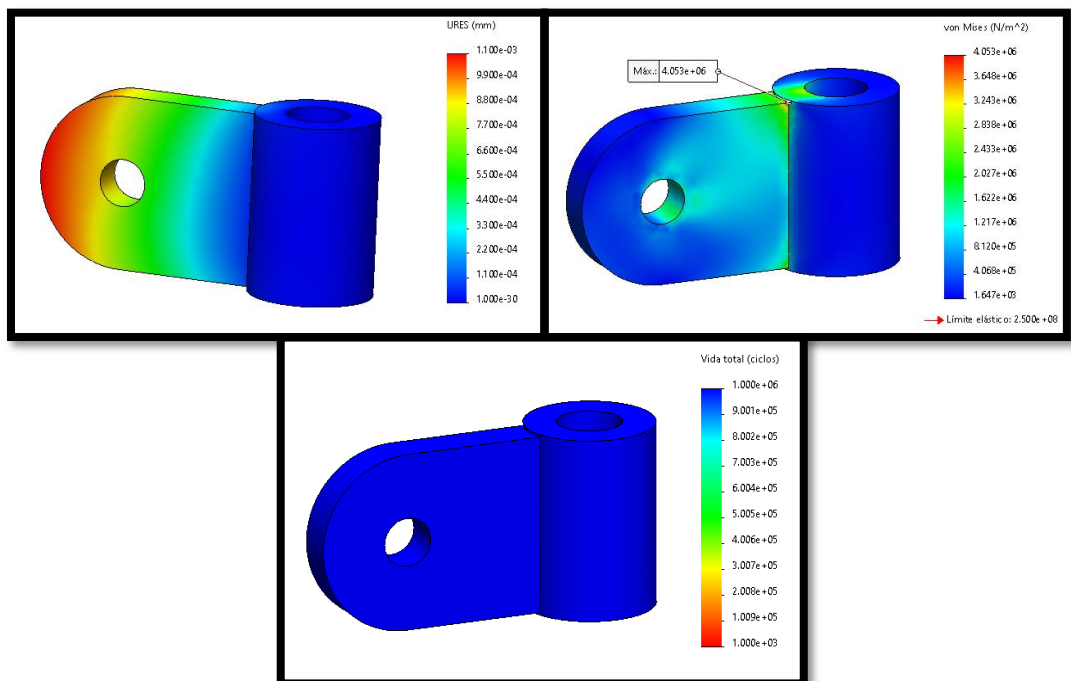 URES (mm)
1.100e-03
9.900e-04
8.800e-04
7.700e-04
6.600e-04
5.500e-04
4.400e-04
3.300e-04
2.200e-04
1.100e-04
1.000e-30
von Mises (N/m^2)
4.053e+06
3.648e+06
3.243e+06
2.838e+06
2.433e+06
2.027e+06
1.622e+06
1.217e+06
8.120e+05
4.068e+05
1.647e+03
Límite elástico: 2.500e+08
Máx.: 4.053e+06
Vida total (ciclos)
1.000e+06
9.001e+05
8.002e+05
7.003e+05
6.004e+05
5.005e+05
4.006e+05
3.007e+05
2.008e+05
1.009e+05
1.000e+03